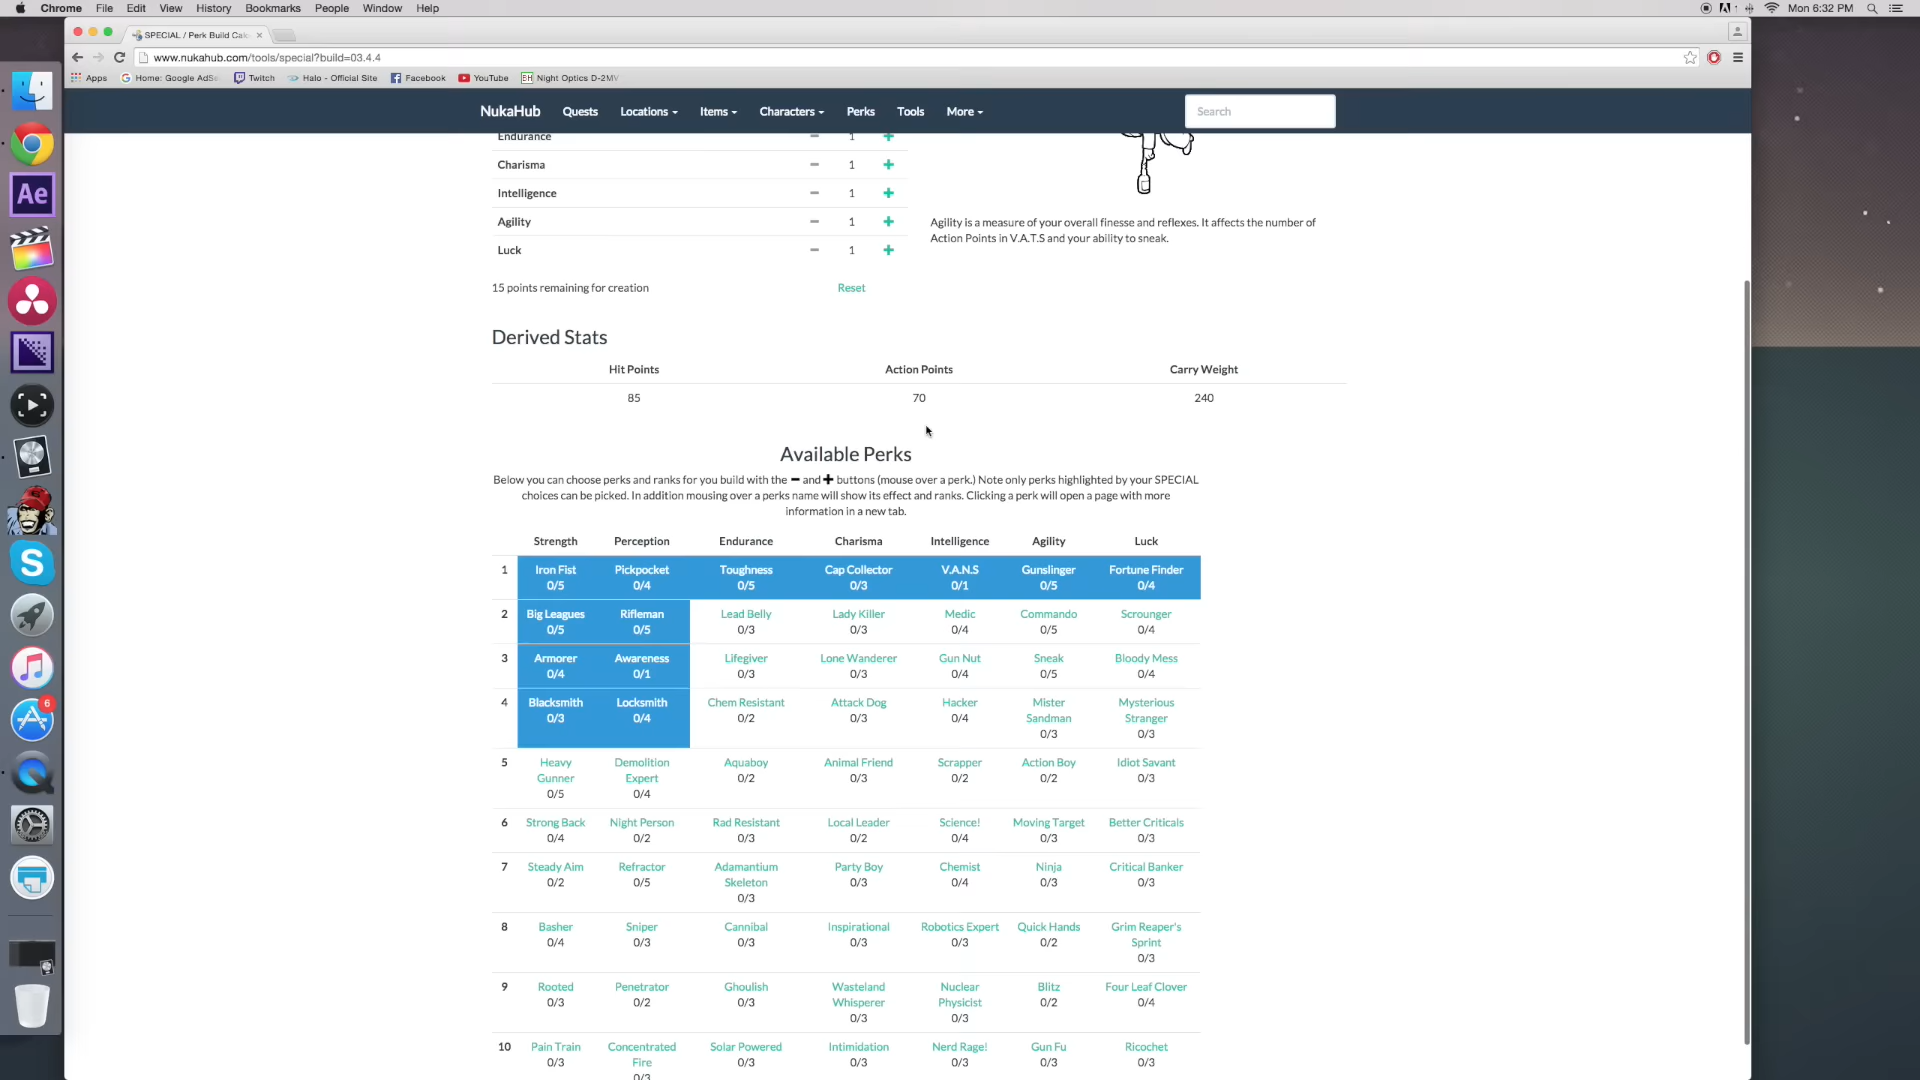 Chrome File Edit View History Bookmarks People Window Help Mon 6:32 PM
SPECIAL / Perk Build Calc
www.nukahub.com/tools/special?build=03.4.4
Apps Home: Google AdSe Twitch Halo - Official Site Facebook YouTube BH Night Optics D-2MV
NukaHub Quests Locations Items Characters Perks Tools More Search
Endurance 1
Charisma 1
Intelligence 1
Agility 1
Luck 1
Agility is a measure of your overall finesse and reflexes. It affects the number of
Action Points in V.A.T.S and your ability to sneak.
15 points remaining for creation Reset
Derived Stats
Hit Points Action Points Carry Weight
85 70 240
Available Perks
Below you can choose perks and ranks for you build with the − and + buttons (mouse over a perk.) Note only perks highlighted by your SPECIAL
choices can be picked. In addition mousing over a perks name will show its effect and ranks. Clicking a perk will open a page with more
information in a new tab.
Strength Perception Endurance Charisma Intelligence Agility Luck
1 Iron Fist Pickpocket Toughness Cap Collector V.A.N.S Gunslinger Fortune Finder
0/5 0/4 0/5 0/3 0/1 0/5 0/4
2 Big Leagues Rifleman Lead Belly Lady Killer Medic Commando Scrounger
0/5 0/5 0/3 0/3 0/4 0/5 0/4
3 Armorer Awareness Lifegiver Lone Wanderer Gun Nut Sneak Bloody Mess
0/4 0/1 0/3 0/3 0/4 0/5 0/4
4 Blacksmith Locksmith Chem Resistant Attack Dog Hacker Mister Mysterious
0/3 0/4 0/2 0/3 0/4 Sandman Stranger
0/3 0/3
5 Heavy Demolition Aquaboy Animal Friend Scrapper Action Boy Idiot Savant
Gunner Expert 0/2 0/3 0/2 0/2 0/3
0/5 0/4
6 Strong Back Night Person Rad Resistant Local Leader Science! Moving Target Better Criticals
0/4 0/2 0/3 0/2 0/4 0/3 0/3
7 Steady Aim Refractor Adamantium Party Boy Chemist Ninja Critical Banker
0/2 0/5 Skeleton 0/3 0/4 0/3 0/3
0/3
8 Basher Sniper Cannibal Inspirational Robotics Expert Quick Hands Grim Reaper's
0/4 0/3 0/3 0/3 0/3 0/2 Sprint
0/3
9 Rooted Penetrator Ghoulish Wasteland Nuclear Blitz Four Leaf Clover
0/3 0/2 0/3 Whisperer Physicist 0/2 0/4
0/3 0/3
10 Pain Train Concentrated Solar Powered Intimidation Nerd Rage! Gun Fu Ricochet
0/3 Fire 0/3 0/3 0/3 0/3 0/3
0/3
Ae
S
6